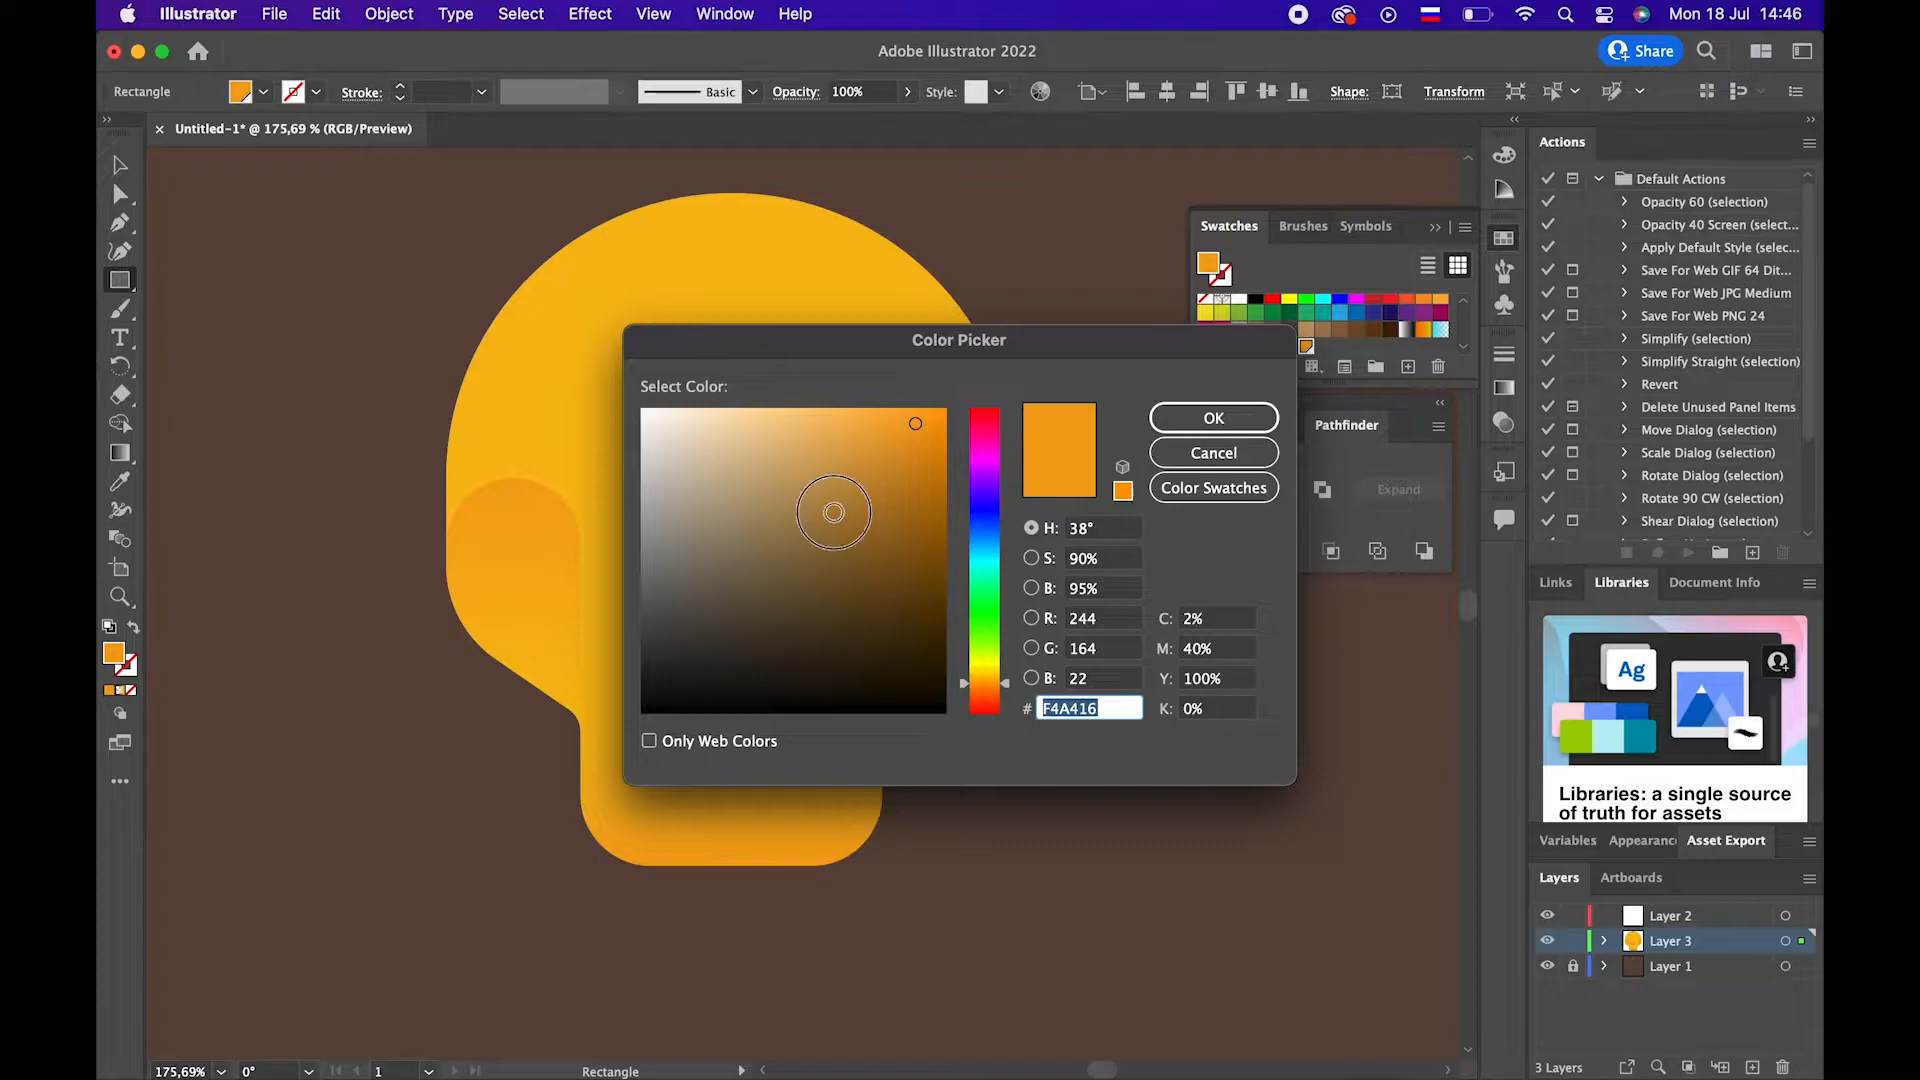 Illustrator File Edit Object Type Select Effect View Window Help Mon 18 Jul 14:46
Adobe Illustrator 2022 Share
Rectangle Stroke: Basic Opacity: 100% Style: Shape: Transform
Untitled-1* @ 175,69 % (RGB/Preview)
Swatches Brushes Symbols
Pathfinder
Expand
Color Picker
Select Color:
OK
Cancel
Color Swatches
H: 38°
S: 90%
B: 95%
R: 244 C: 2%
G: 164 M: 40%
B: 22 Y: 100%
# F4A416 K: 0%
Only Web Colors
Actions
Default Actions
Opacity 60 (selection)
Opacity 40 Screen (select...
Apply Default Style (selec...
Save For Web GIF 64 Dit...
Save For Web JPG Medium
Save For Web PNG 24
Simplify (selection)
Simplify Straight (selection)
Revert
Delete Unused Panel Items
Move Dialog (selection)
Scale Dialog (selection)
Rotate Dialog (selection)
Rotate 90 CW (selection)
Shear Dialog (selection)
Links Libraries Document Info
Ag
Libraries: a single source
of truth for assets
Variables Appearanc Asset Export
Layers Artboards
Layer 2
Layer 3
Layer 1
3 Layers
175,69% 0° 1 Rectangle